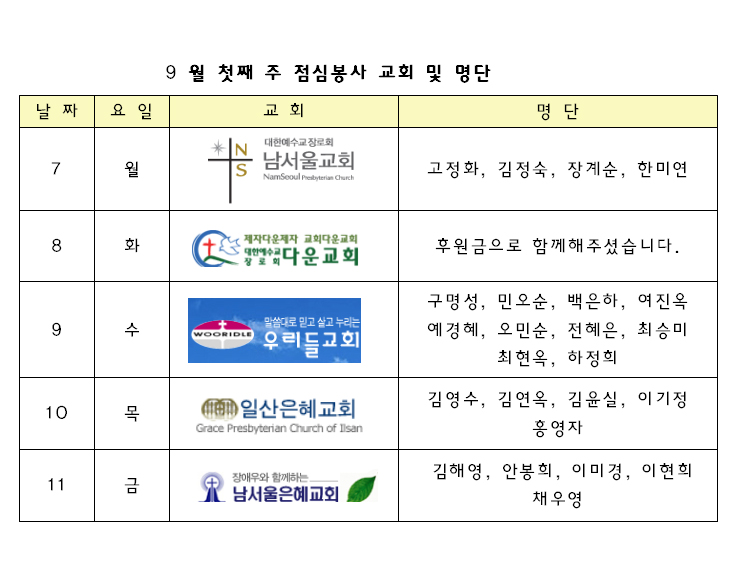 9 월 첫째 주 점심봉사 교회 및 명단
날 짜 요 일 교 회 명 단
7 월 NS 대한예수교장로회 남서울교회 NamSeoul Presbyterian Church 고정화, 김정숙, 장계순, 한미연
8 화 제자다운제자 교회다운교회 대한예수교 장로회 다운교회 후원금으로 함께해주셨습니다.
9 수 WOORIDLE 말씀대로 믿고 살고 누리는 우리들교회 구명성, 민오순, 백은하, 여진옥
예경혜, 오민순, 전혜은, 최승미
최현옥, 하정희
10 목 일산은혜교회 Grace Presbyterian Church of Ilsan 김영수, 김연옥, 김윤실, 이기정
홍영자
11 금 장애우와 함께하는 남서울은혜교회 김해영, 안봉희, 이미경, 이현희
채우영